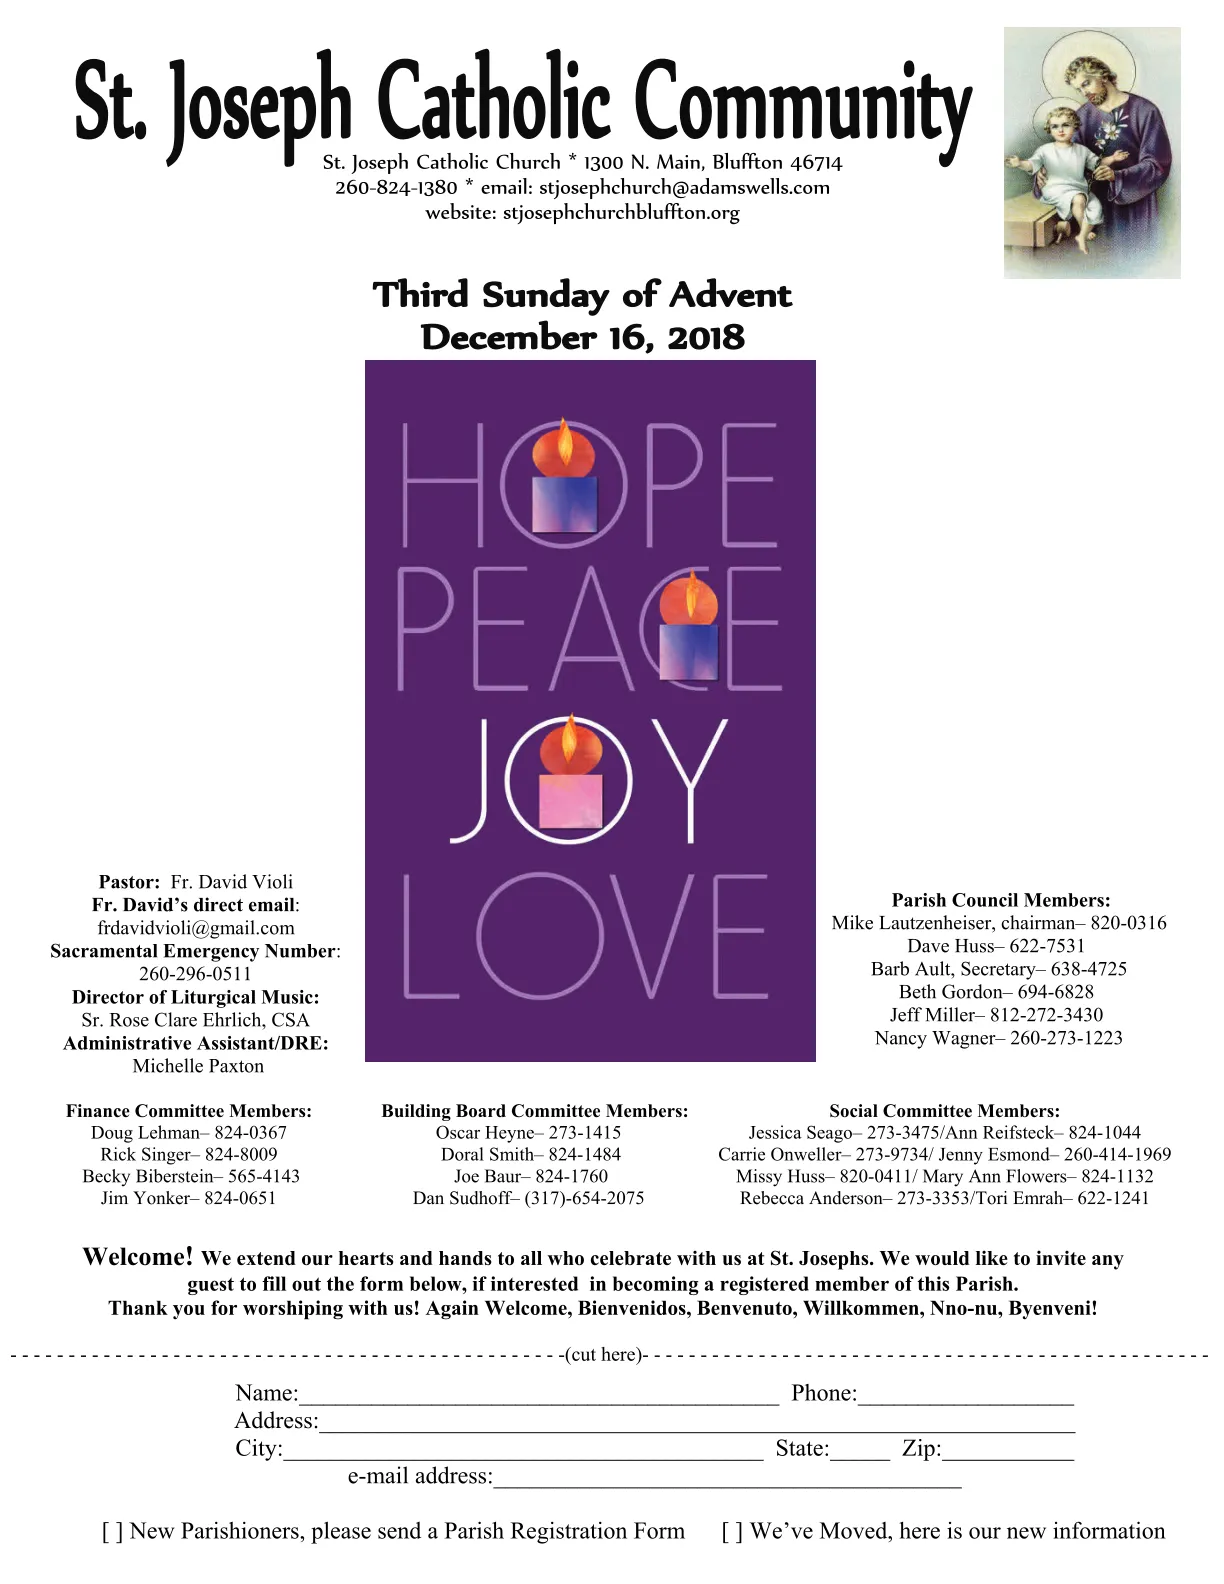 St. Joseph Catholic Community
St. Joseph Catholic Church * 1300 N. Main, Bluffton 46714
260-824-1380 * email: stjosephchurch@adamswells.com
website: stjosephchurchbluffton.org
Third Sunday of Advent
December 16, 2018
HOPE
PEACE
JOY
LOVE
Pastor: Fr. David Violi
Fr. David’s direct email:
frdavidvioli@gmail.com
Sacramental Emergency Number:
260-296-0511
Director of Liturgical Music:
Sr. Rose Clare Ehrlich, CSA
Administrative Assistant/DRE:
Michelle Paxton
Parish Council Members:
Mike Lautzenheiser, chairman– 820-0316
Dave Huss– 622-7531
Barb Ault, Secretary– 638-4725
Beth Gordon– 694-6828
Jeff Miller– 812-272-3430
Nancy Wagner– 260-273-1223
Finance Committee Members:
Doug Lehman– 824-0367
Rick Singer– 824-8009
Becky Biberstein– 565-4143
Jim Yonker– 824-0651
Building Board Committee Members:
Oscar Heyne– 273-1415
Doral Smith– 824-1484
Joe Baur– 824-1760
Dan Sudhoff– (317)-654-2075
Social Committee Members:
Jessica Seago– 273-3475/Ann Reifsteck– 824-1044
Carrie Onweller– 273-9734/ Jenny Esmond– 260-414-1969
Missy Huss– 820-0411/ Mary Ann Flowers– 824-1132
Rebecca Anderson– 273-3353/Tori Emrah– 622-1241
Welcome! We extend our hearts and hands to all who celebrate with us at St. Josephs. We would like to invite any
guest to fill out the form below, if interested in becoming a registered member of this Parish.
Thank you for worshiping with us! Again Welcome, Bienvenidos, Benvenuto, Willkommen, Nno-nu, Byenveni!
- - - - - - - - - - - - - - - - - - - - - - - - - - - - - - - - - - - - - - - - - - - - - - -(cut here)- - - - - - - - - - - - - - - - - - - - - - - - - - - - - - - - - - - - - - - - - - - - - - - -
Name:________________________________________ Phone:__________________
Address:_______________________________________________________________
City:________________________________________ State:_____ Zip:___________
e-mail address:_______________________________________
[ ] New Parishioners, please send a Parish Registration Form [ ] We’ve Moved, here is our new information